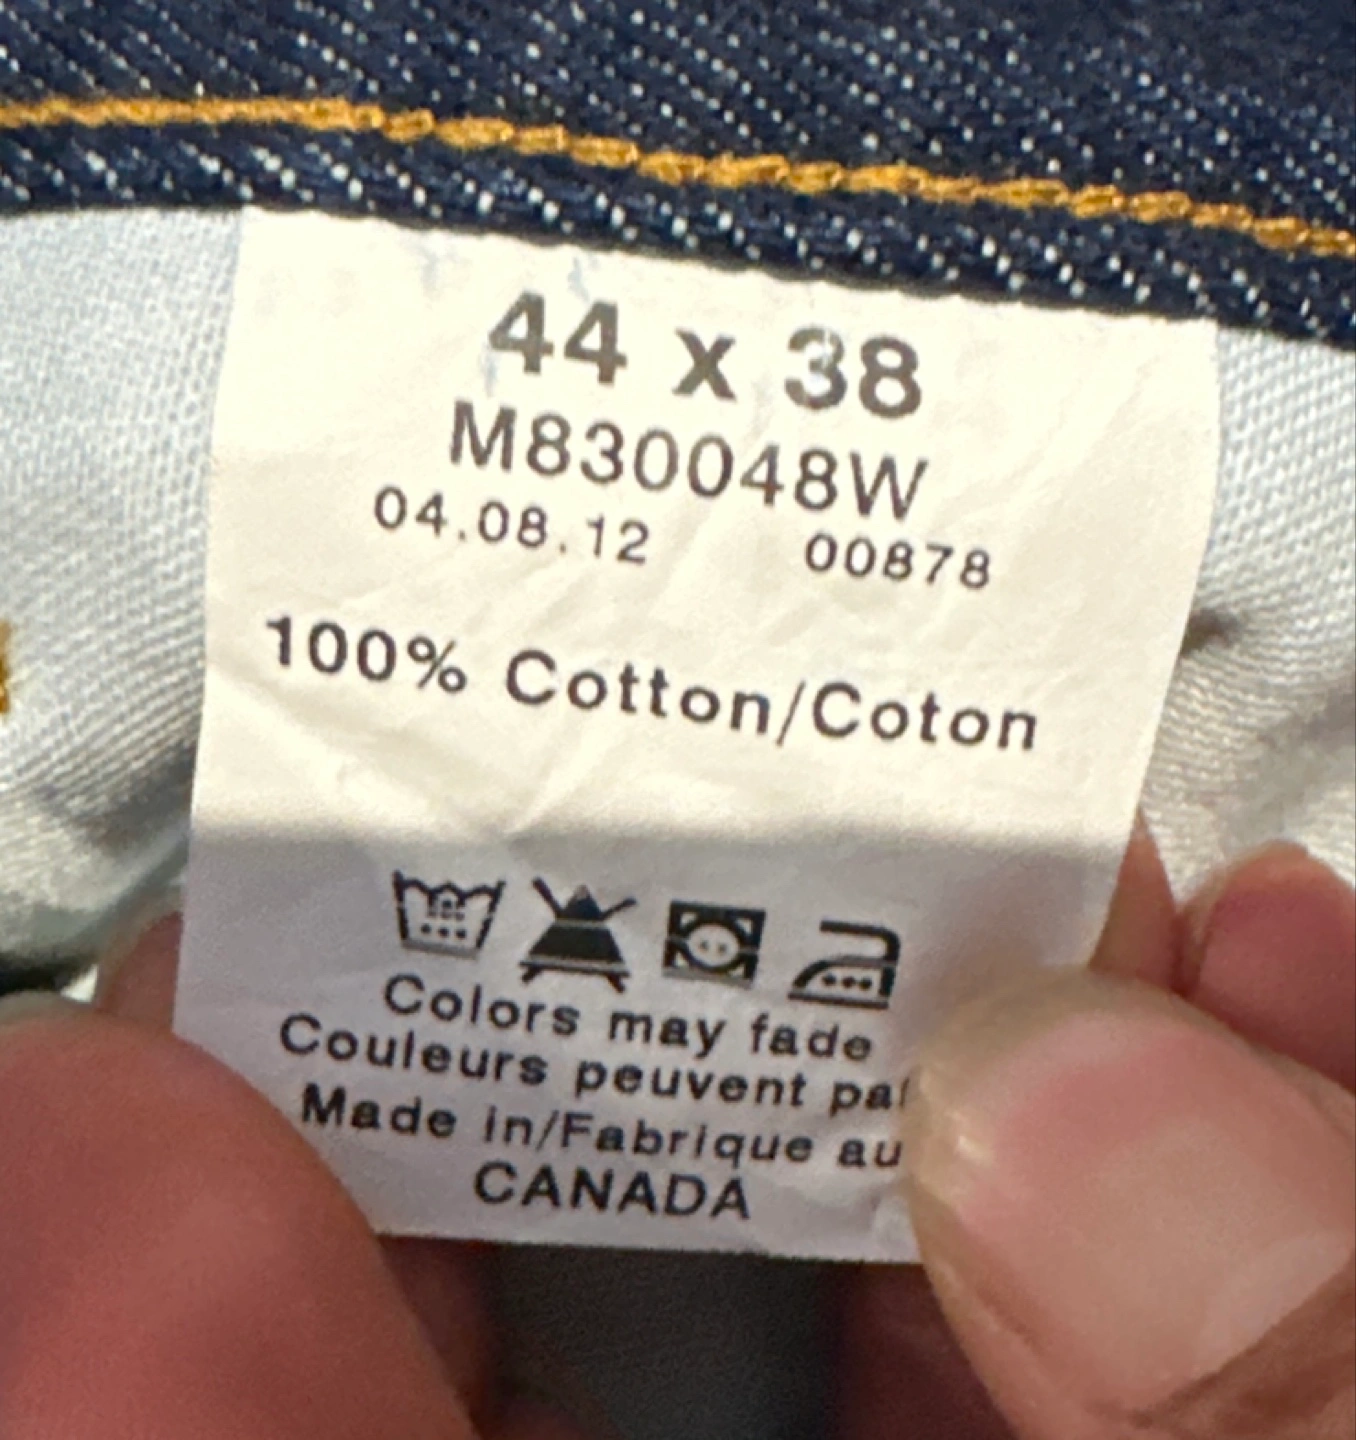 44 x 38
M830048W
04.08.12 00878
100% Cotton/Coton
Colors may fade
Couleurs peuvent
Made in/Fabrique au
CANADA